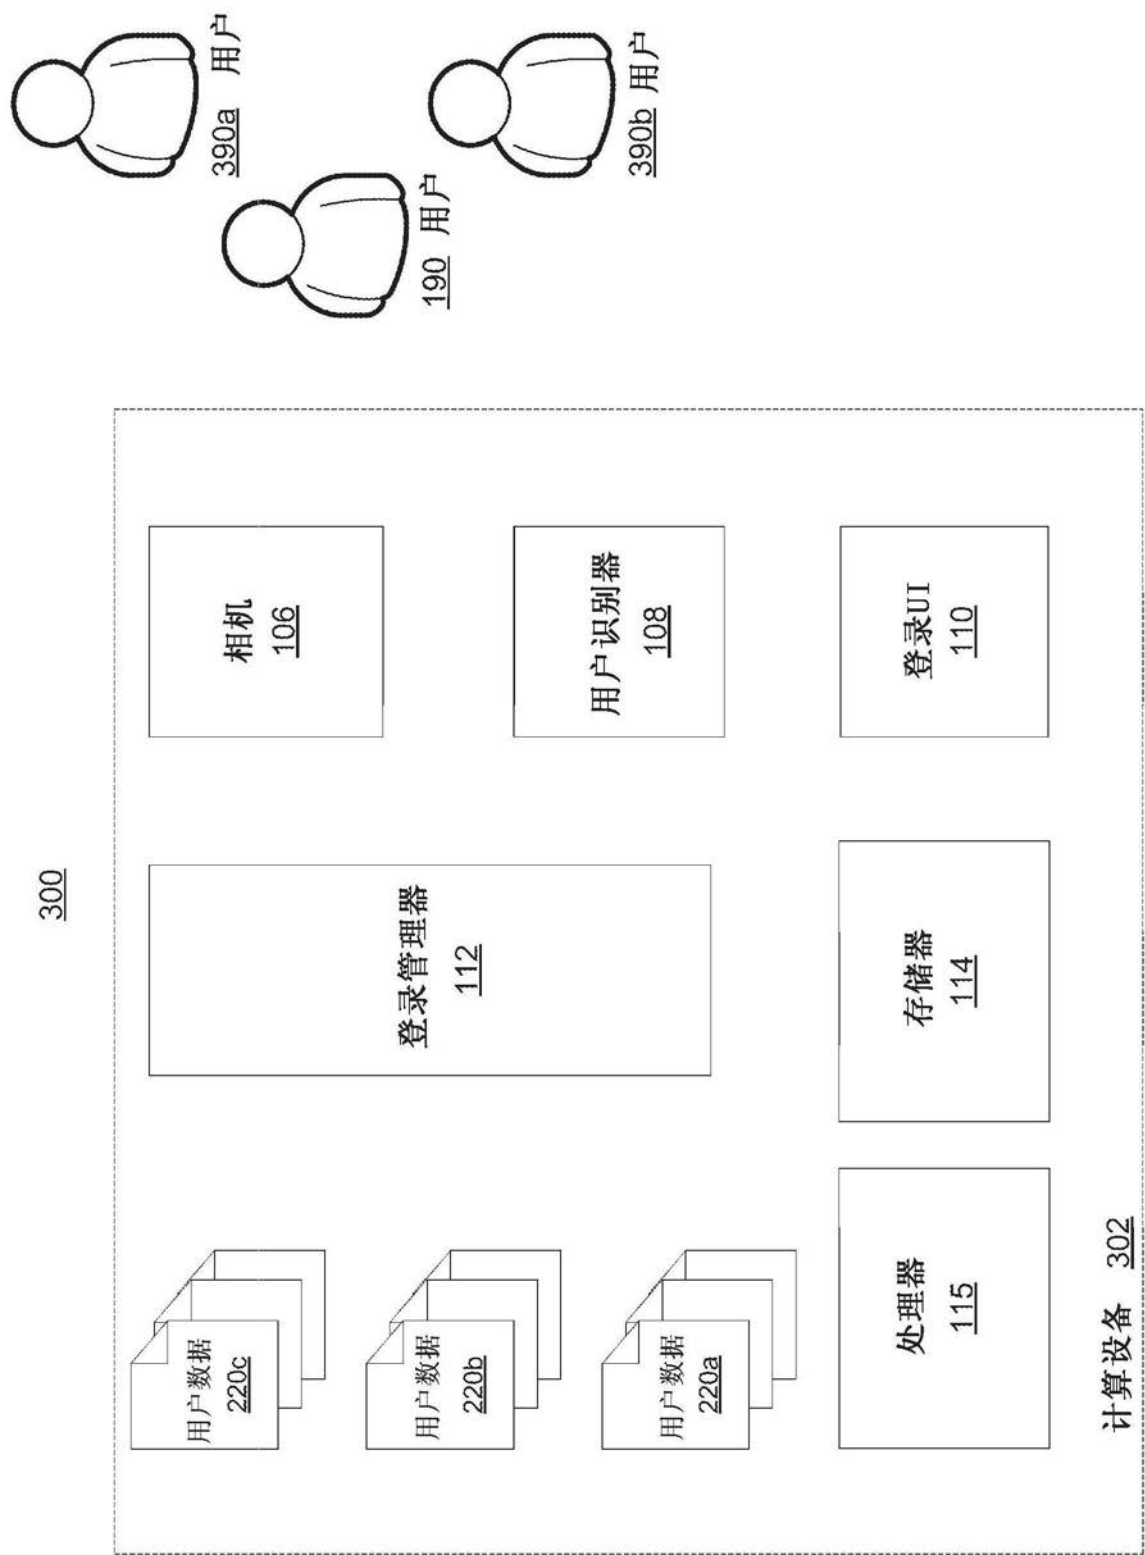 300
用户数据
220c
用户数据
220b
用户数据
220a
登录管理器
112
相机
106
用户识别器
108
处理器
115
存储器
114
登录UI
110
计算设备 302
390a 用户
190 用户
390b 用户